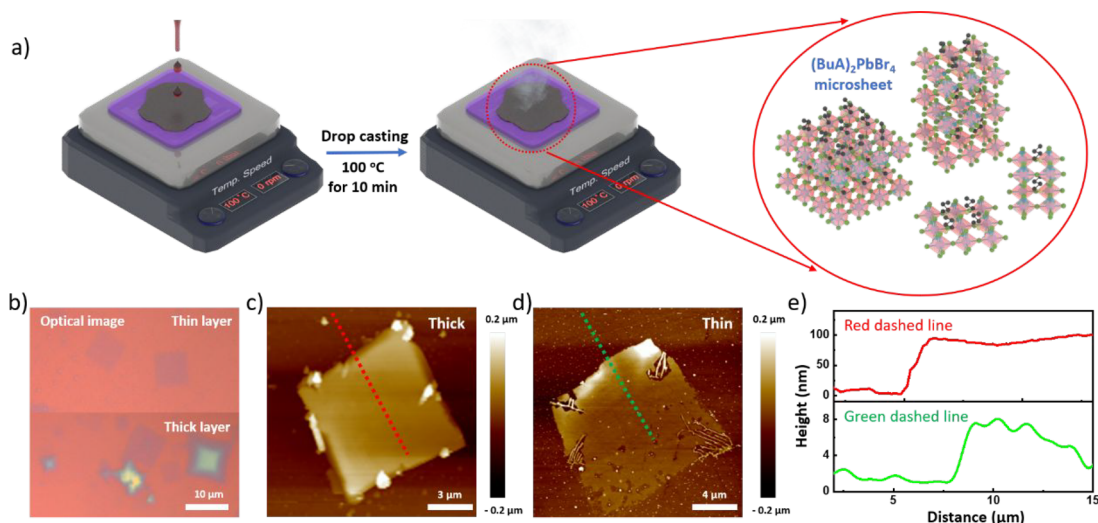 a)
Temp. Speed
100°C
0 rpm
Drop casting
100 °C
for 10 min
Temp. Speed
100°C
0 rpm
(BuA)2PbBr4
microsheet
b)
Optical image
Thin layer
Thick layer
10 μm
c)
Thick
3 μm
0.2 μm
- 0.2 μm
d)
Thin
4 μm
0.2 μm
- 0.2 μm
e)
Red dashed line
100
50
0
Green dashed line
8
4
0
Height (nm)
5
10
15
Distance (μm)